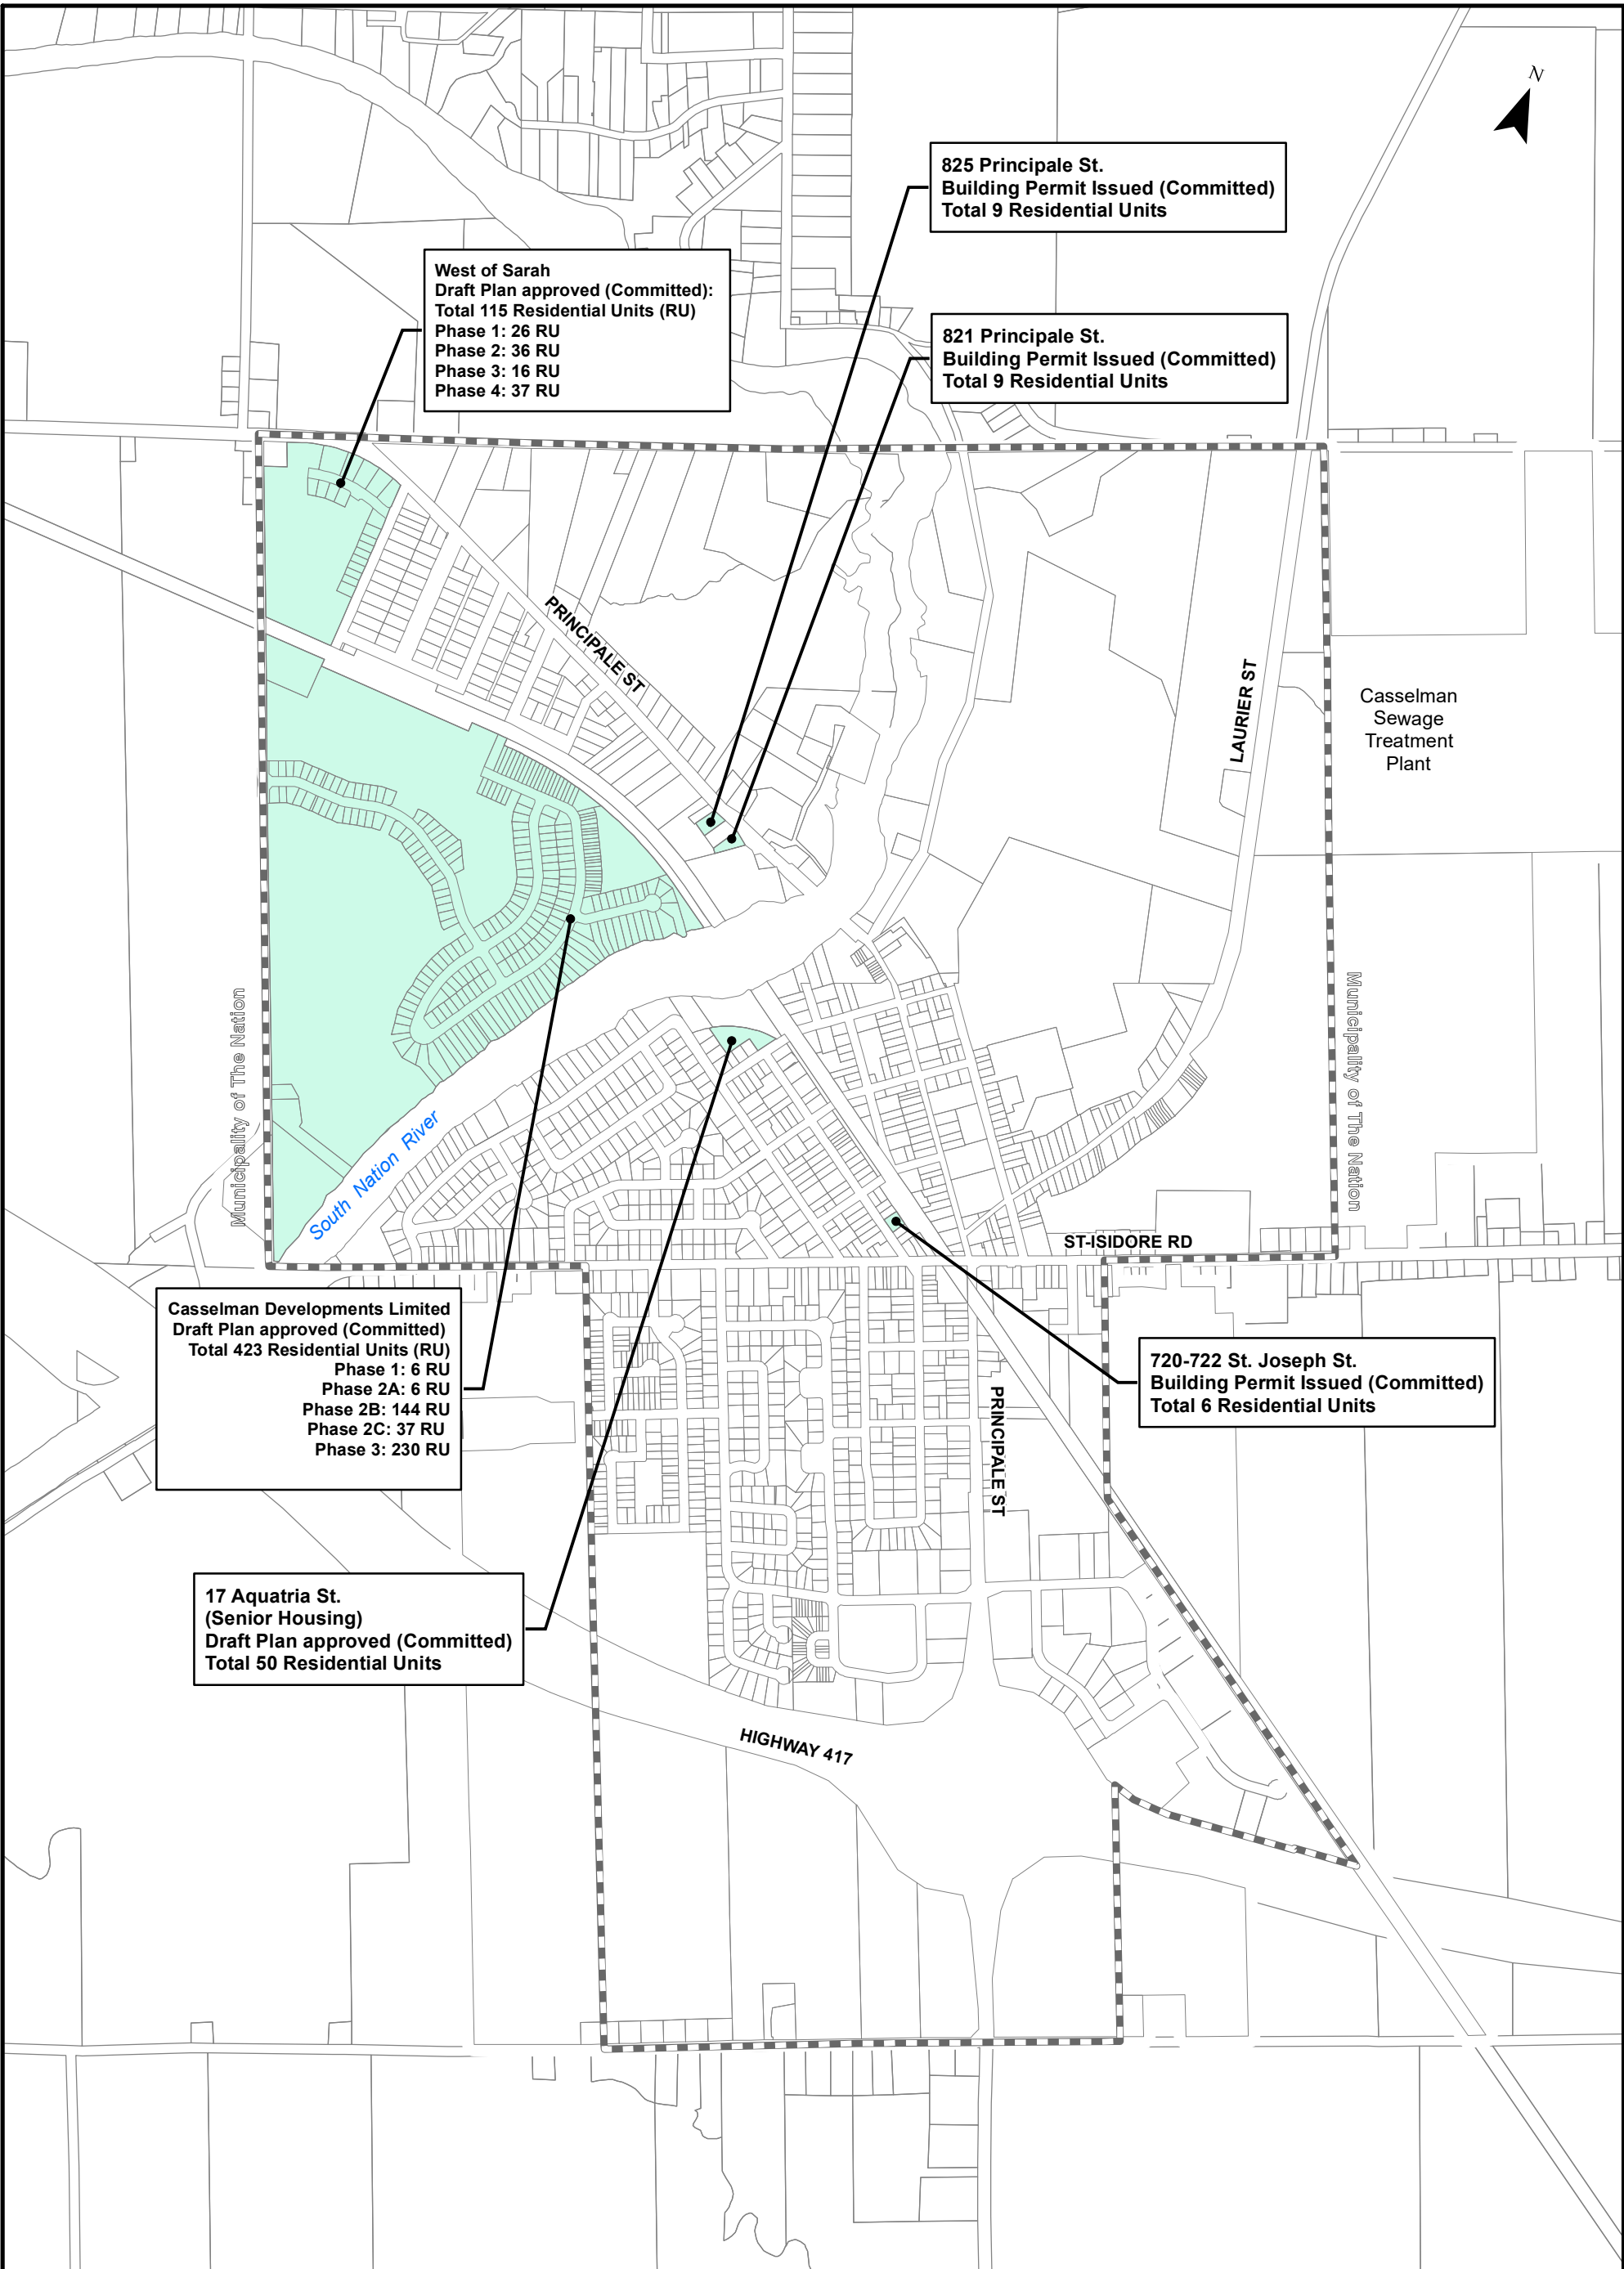 N
825 Principale St.
Building Permit Issued (Committed)
Total 9 Residential Units
West of Sarah
Draft Plan approved (Committed):
Total 115 Residential Units (RU)
Phase 1: 26 RU
Phase 2: 36 RU
Phase 3: 16 RU
Phase 4: 37 RU
821 Principale St.
Building Permit Issued (Committed)
Total 9 Residential Units
PRINCIPALE ST
LAURIER ST
Casselman
Sewage
Treatment
Plant
Municipality of The Nation
Municipality of The Nation
South Nation River
ST-ISIDORE RD
Casselman Developments Limited
Draft Plan approved (Committed)
Total 423 Residential Units (RU)
Phase 1: 6 RU
Phase 2A: 6 RU
Phase 2B: 144 RU
Phase 2C: 37 RU
Phase 3: 230 RU
720-722 St. Joseph St.
Building Permit Issued (Committed)
Total 6 Residential Units
PRINCIPALE ST
17 Aquatria St.
(Senior Housing)
Draft Plan approved (Committed)
Total 50 Residential Units
HIGHWAY 417